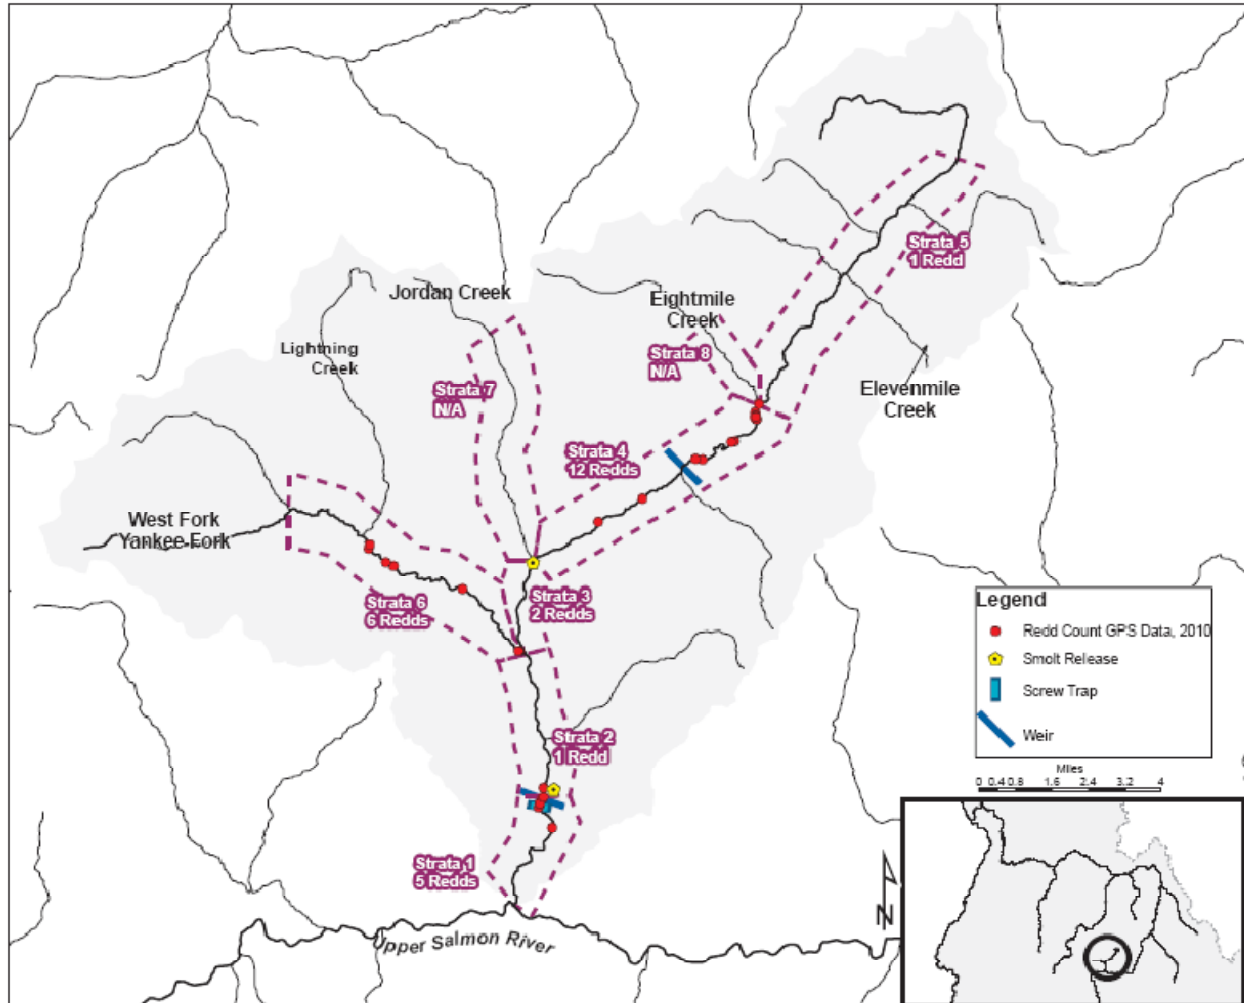 Jordan Creek
Eightmile
Creek
Strata 5
1 Redd
Lightning
Creek
Strata 8
N/A
Strata 7
N/A
Elevenmile
Creek
Strata 4
12 Redds
West Fork
Yankee Fork
Strata 6
6 Redds
Strata 3
2 Redds
Legend
Redd Count GPS Data, 2010
Smolt Release
Screw Trap
Weir
Strata 2
1 Redd
Miles
0 0.4 0.8 1.6 2.4 3.2 4
Strata 1
5 Redds
N
Upper Salmon River